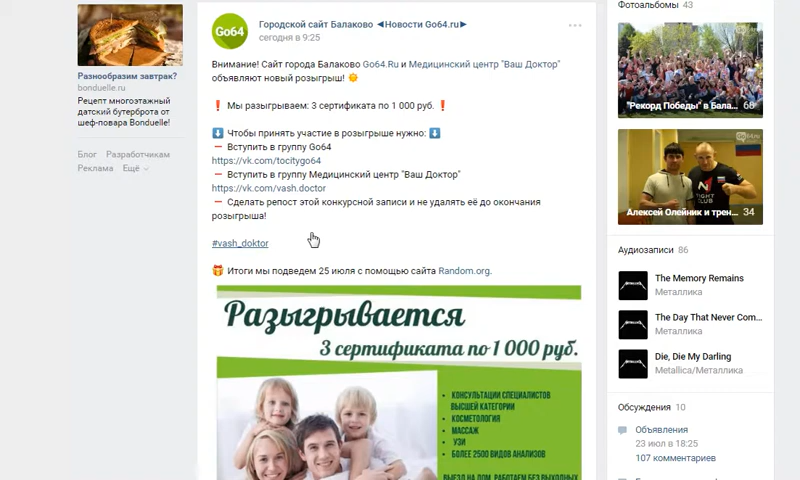 Разнообразим завтрак?
bonduelle.ru
Рецепт многоэтажный
датский бутерброта от
шеф-повара Bonduelle!
Блог Разработчикам
Реклама Ещё
Go64
Городской сайт Балаково ◄Новости Go64.ru►
сегодня в 9:25
Внимание! Сайт города Балаково Go64.Ru и Медицинский центр "Ваш Доктор"
объявляют новый розыгрыш!
❗ Мы разыгрываем: 3 сертификата по 1 000 руб. ❗
⬇ Чтобы принять участие в розыгрыше нужно: ⬇
➖ Вступить в группу Go64
https://vk.com/tocitygo64
➖ Вступить в группу Медицинский центр "Ваш Доктор"
https://vk.com/vash.doctor
➖ Сделать репост этой конкурсной записи и не удалять её до окончания
розыгрыша!
#vash_doktor
🎁 Итоги мы подведем 25 июля с помощью сайта Random.org.
Разыгрывается
3 сертификата по 1 000 руб.
• КОНСУЛЬТАЦИИ СПЕЦИАЛИСТОВ
ВЫСШЕЙ КАТЕГОРИИ
• КОСМЕТОЛОГИЯ
• МАССАЖ
• УЗИ
• БОЛЕЕ 2500 ВИДОВ АНАЛИЗОВ
ВЫЕЗД НА ДОМ. РАБОТАЕМ БЕЗ ВЫХОДНЫХ
Фотоальбомы 43
"Рекорд Победы" в Бала... 68
Алексей Олейник и трен... 34
Аудиозаписи 86
The Memory Remains
Металлика
The Day That Never Com...
Металлика
Die, Die My Darling
Metallica/Металлика
Обсуждения 10
Объявления
23 июл в 18:25
107 комментариев